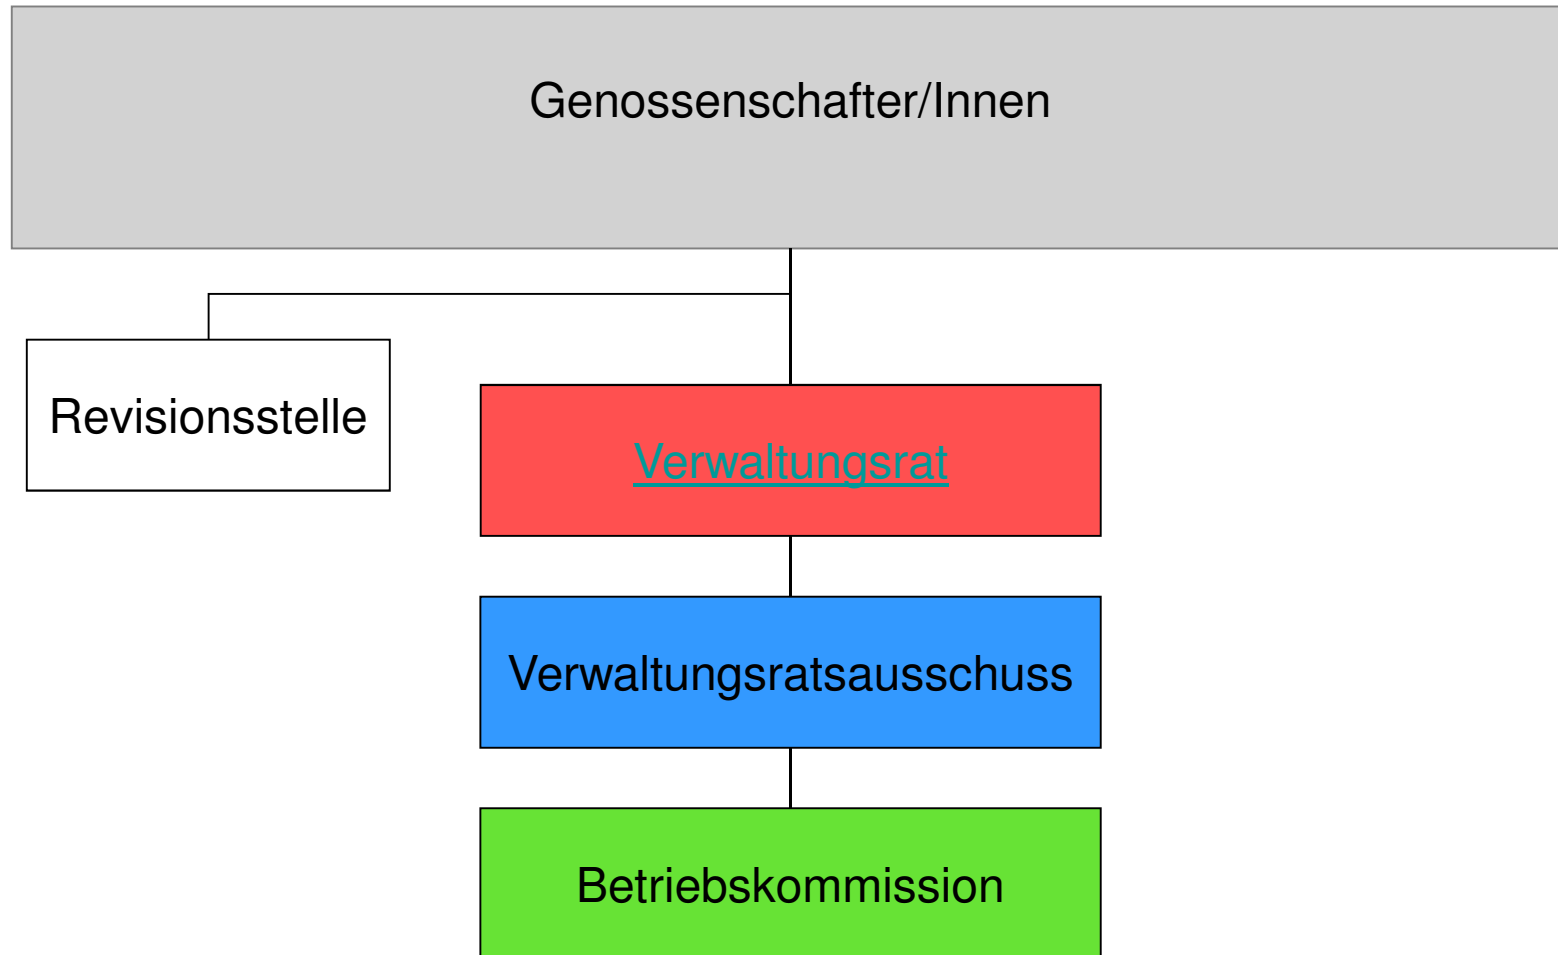 Genossenschafter/Innen
Revisionsstelle
Verwaltungsrat
Verwaltungsratsausschuss
Betriebskommission